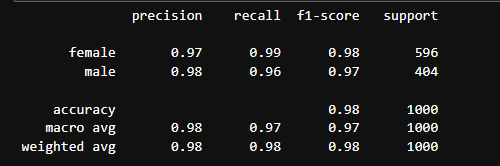 precision recall f1-score support
female 0.97 0.99 0.98 596
male 0.98 0.96 0.97 404
accuracy 0.98 1000
macro avg 0.98 0.97 0.97 1000
weighted avg 0.98 0.98 0.98 1000